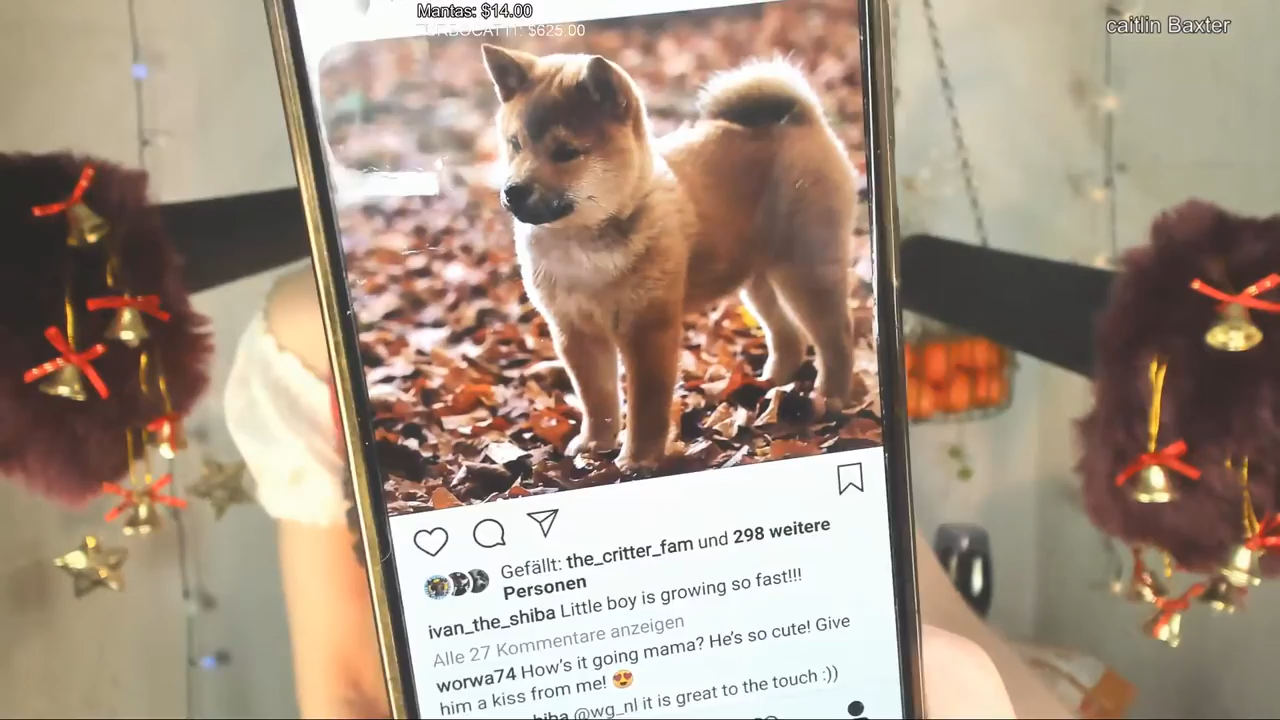 Mantas: $14.00
$625.00
caitlin Baxter
Gefällt: the_critter_fam und 298 weitere
Personen
ivan_the_shiba Little boy is growing so fast!!!
Alle 27 Kommentare anzeigen
worwa74 How's it going mama? He's so cute! Give
him a kiss from me! 😍
@wg_nl it is great to the touch :))